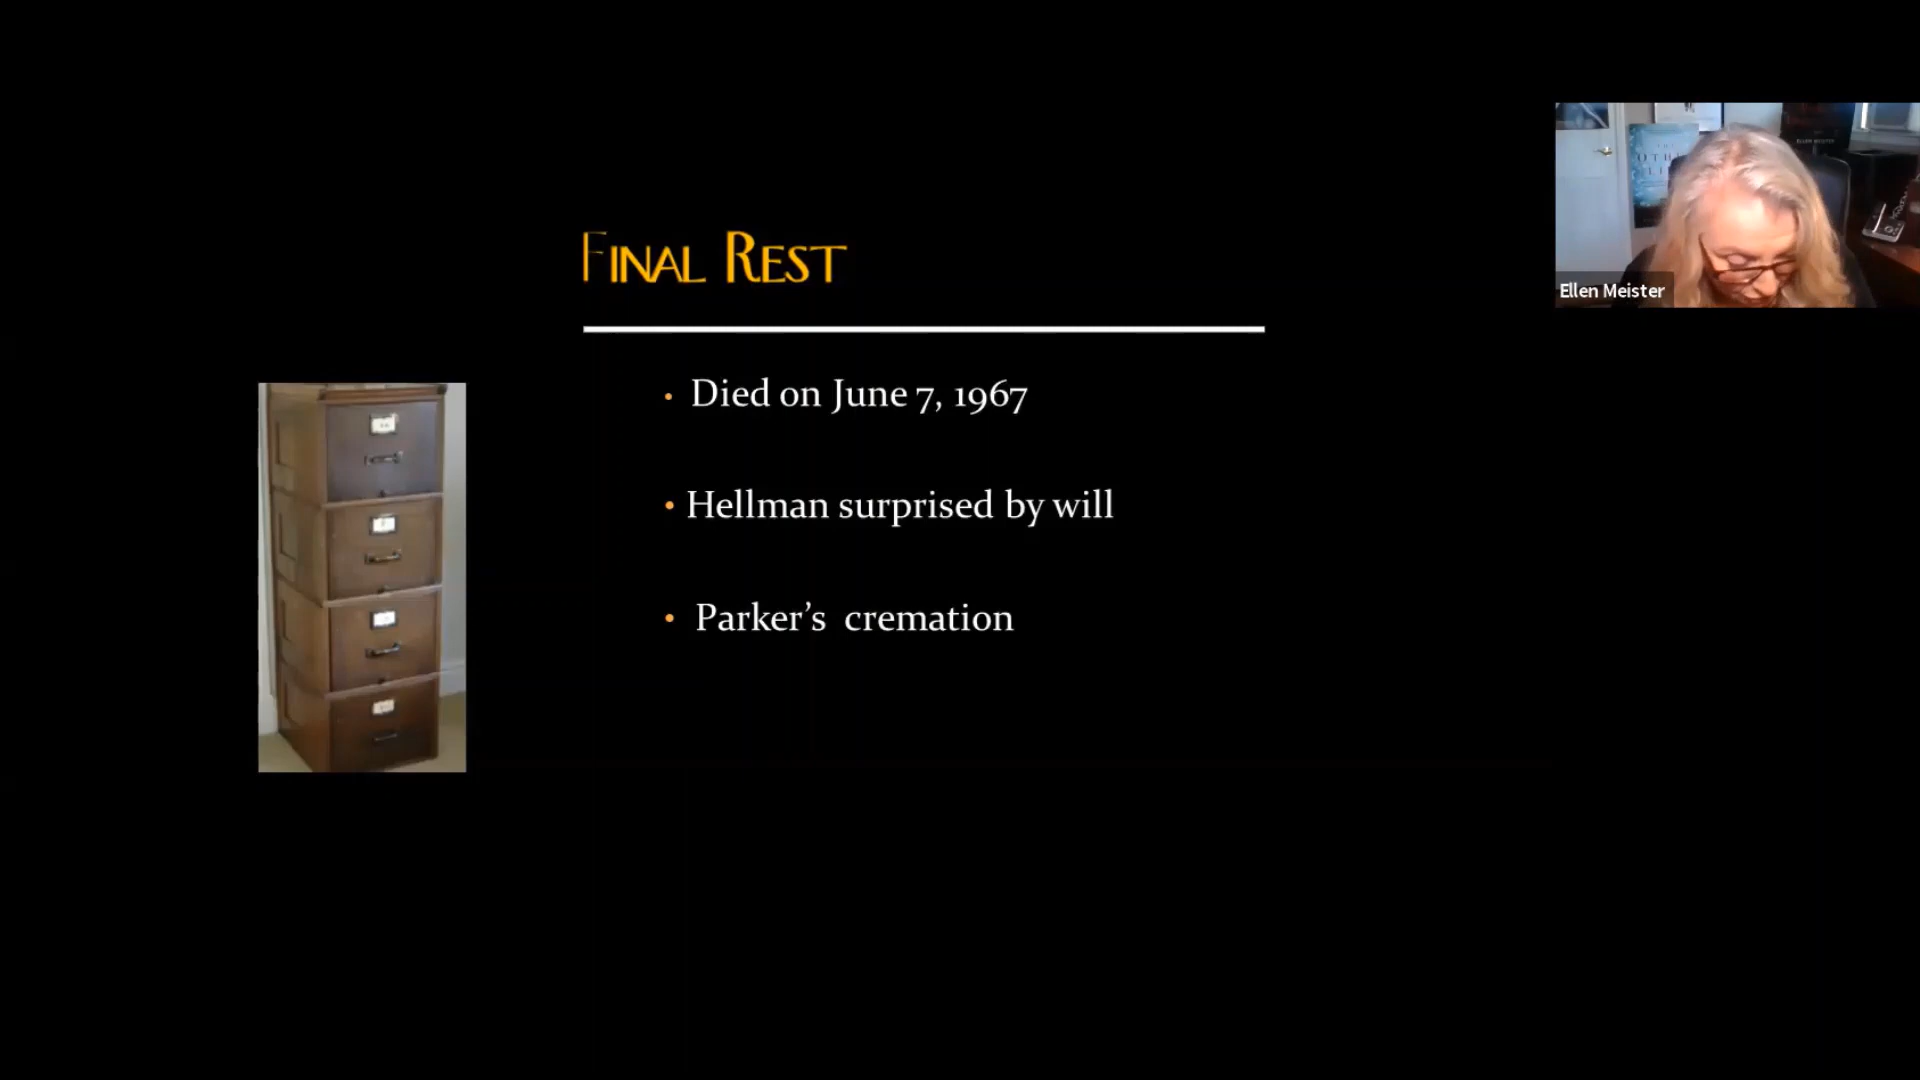 FINAL REST
• Died on June 7, 1967
• Hellman surprised by will
• Parker's cremation
Ellen Meister